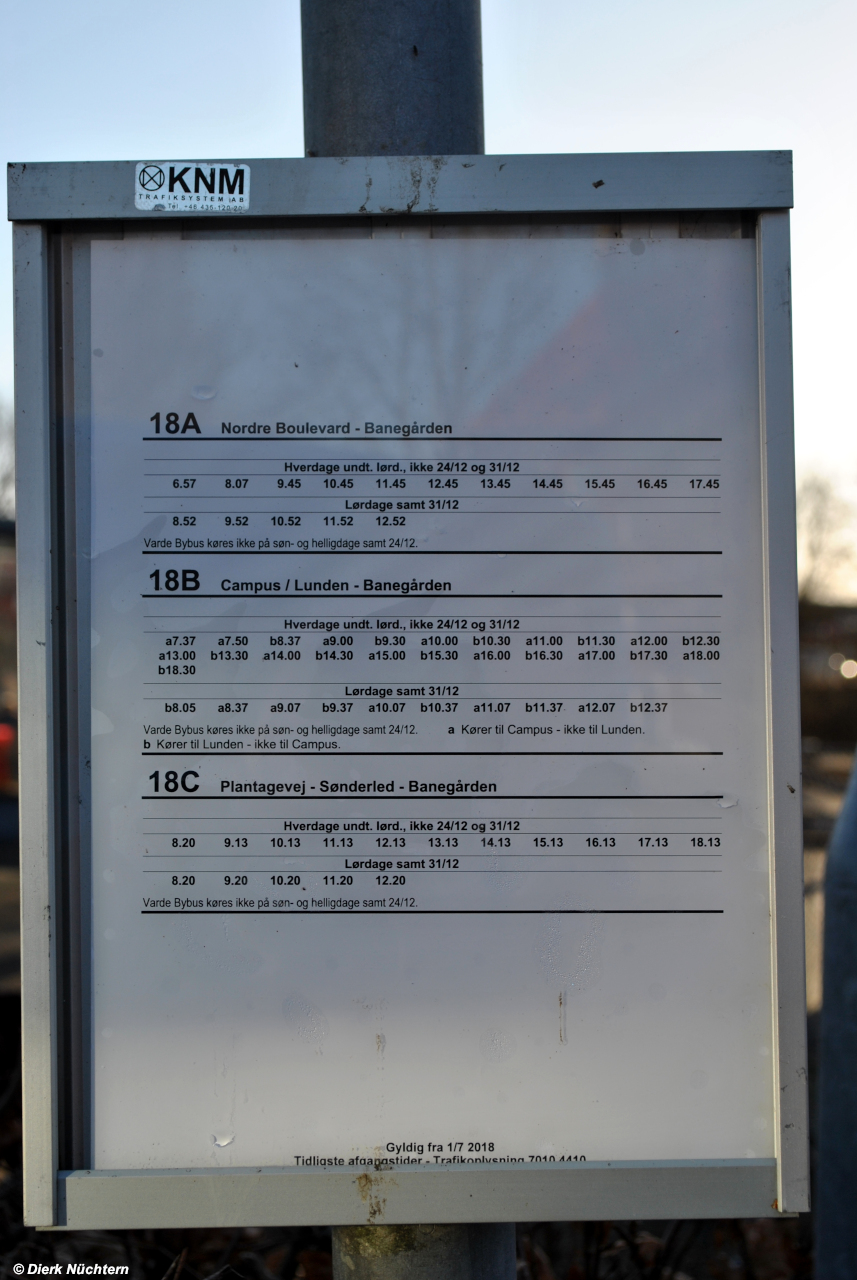 KNM
TRAFIKSYSTEM AB
Tel. +46 435-120 20
18A Nordre Boulevard - Banegården
Hverdage undt. lørd., ikke 24/12 og 31/12
6.57 8.07 9.45 10.45 11.45 12.45 13.45 14.45 15.45 16.45 17.45
Lørdage samt 31/12
8.52 9.52 10.52 11.52 12.52
Varde Bybus køres ikke på søn- og helligdage samt 24/12.
18B Campus / Lunden - Banegården
Hverdage undt. lørd., ikke 24/12 og 31/12
a7.37 a7.50 b8.37 a9.00 b9.30 a10.00 b10.30 a11.00 b11.30 a12.00 b12.30
a13.00 b13.30 a14.00 b14.30 a15.00 b15.30 a16.00 b16.30 a17.00 b17.30 a18.00
b18.30
Lørdage samt 31/12
b8.05 a8.37 a9.07 b9.37 a10.07 b10.37 a11.07 b11.37 a12.07 b12.37
Varde Bybus køres ikke på søn- og helligdage samt 24/12. a Kører til Campus - ikke til Lunden.
b Kører til Lunden - ikke til Campus.
18C Plantagevej - Sønderled - Banegården
Hverdage undt. lørd., ikke 24/12 og 31/12
8.20 9.13 10.13 11.13 12.13 13.13 14.13 15.13 16.13 17.13 18.13
Lørdage samt 31/12
8.20 9.20 10.20 11.20 12.20
Varde Bybus køres ikke på søn- og helligdage samt 24/12.
Gyldig fra 1/7 2018
Tidligste afgangstider - Trafikoplysning 7010 4410
© Dierk Nüchtern